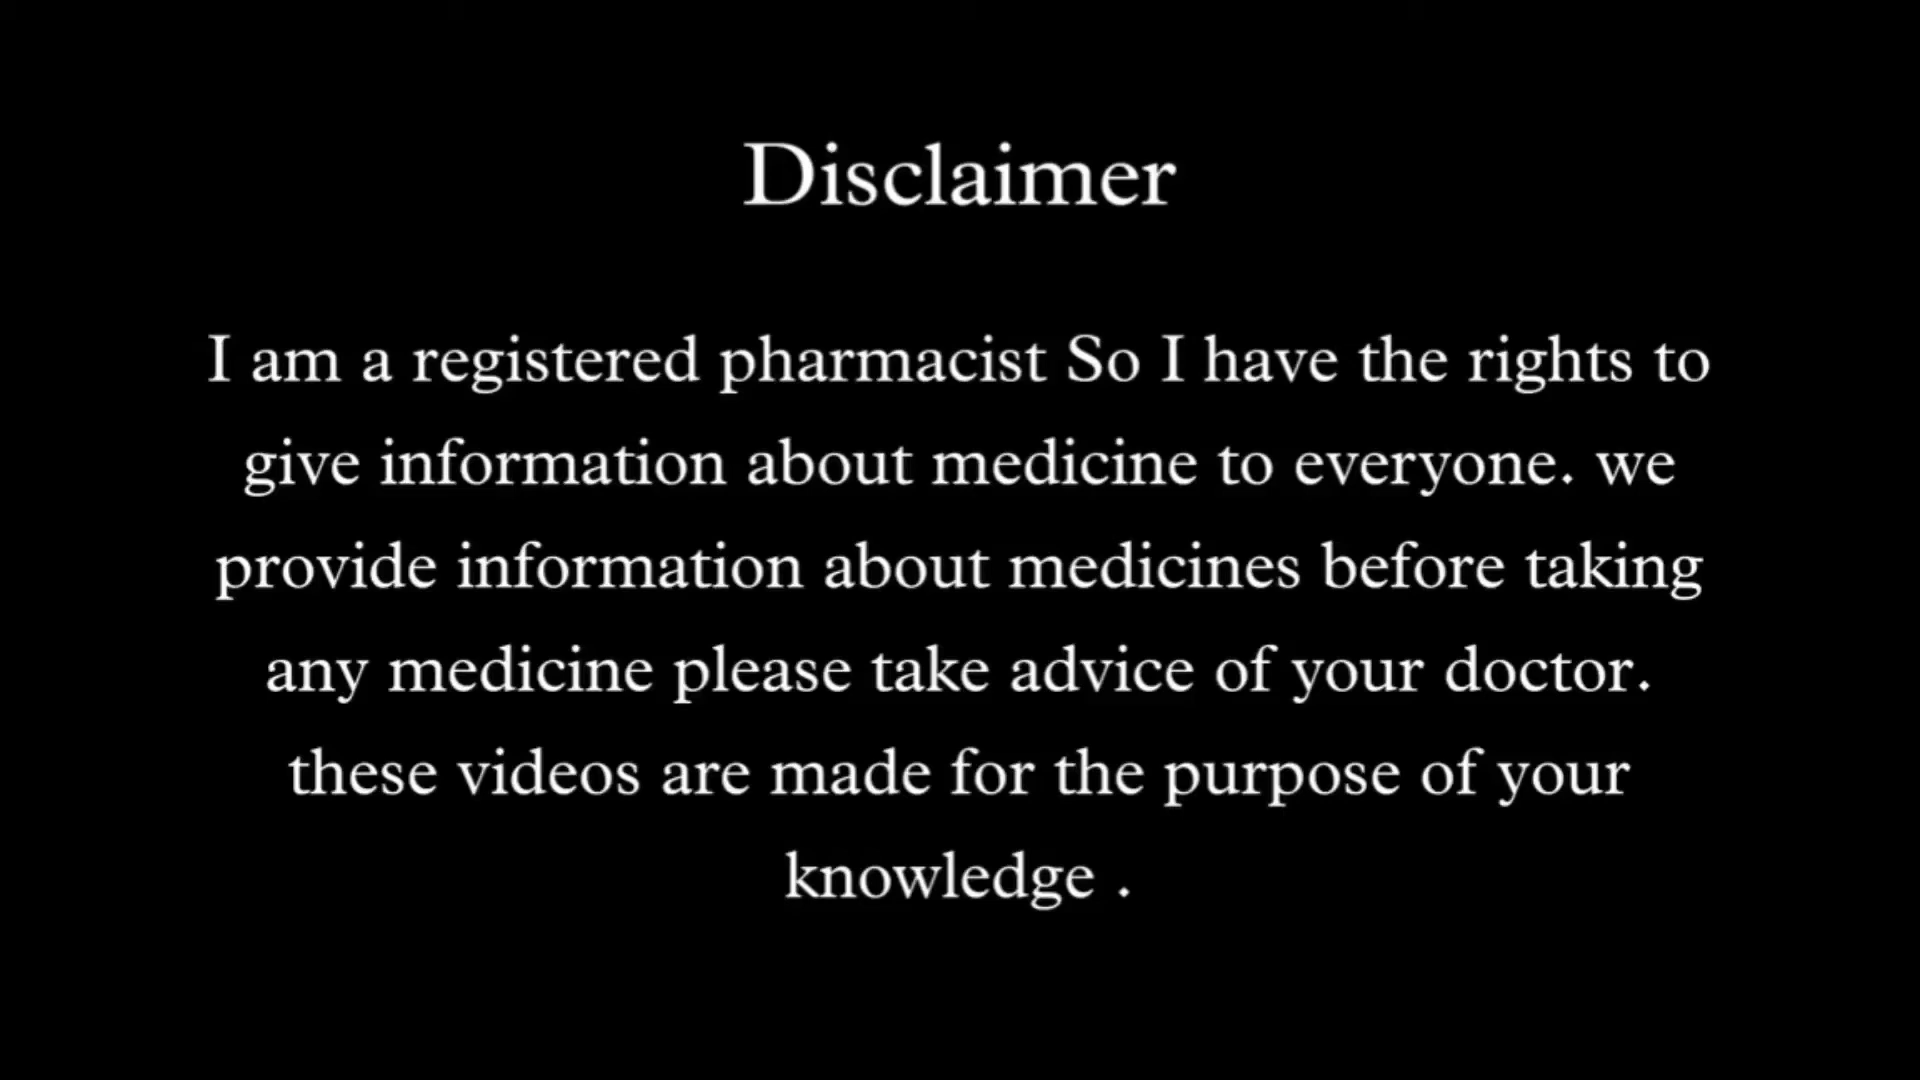 Disclaimer
I am a registered pharmacist So I have the rights to
give information about medicine to everyone. we
provide information about medicines before taking
any medicine please take advice of your doctor.
these videos are made for the purpose of your
knowledge .